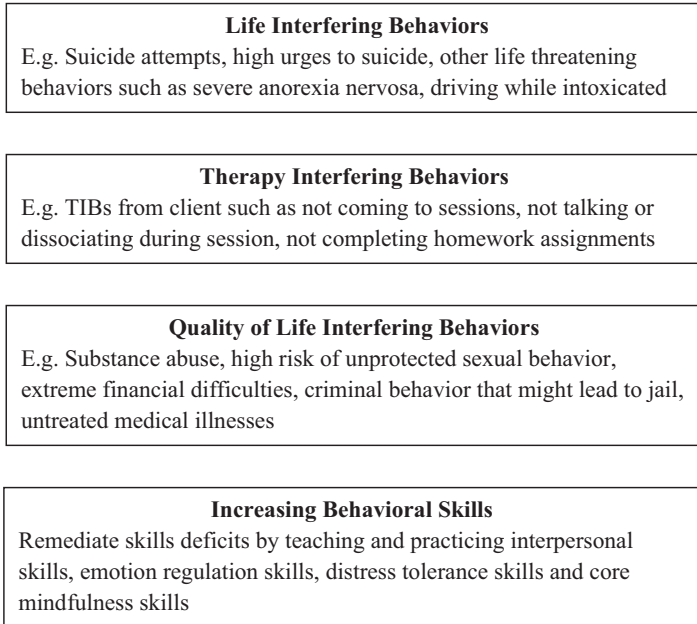 Life Interfering Behaviors
E.g. Suicide attempts, high urges to suicide, other life threatening
behaviors such as severe anorexia nervosa, driving while intoxicated
Therapy Interfering Behaviors
E.g. TIBs from client such as not coming to sessions, not talking or
dissociating during session, not completing homework assignments
Quality of Life Interfering Behaviors
E.g. Substance abuse, high risk of unprotected sexual behavior,
extreme financial difficulties, criminal behavior that might lead to jail,
untreated medical illnesses
Increasing Behavioral Skills
Remediate skills deficits by teaching and practicing interpersonal
skills, emotion regulation skills, distress tolerance skills and core
mindfulness skills